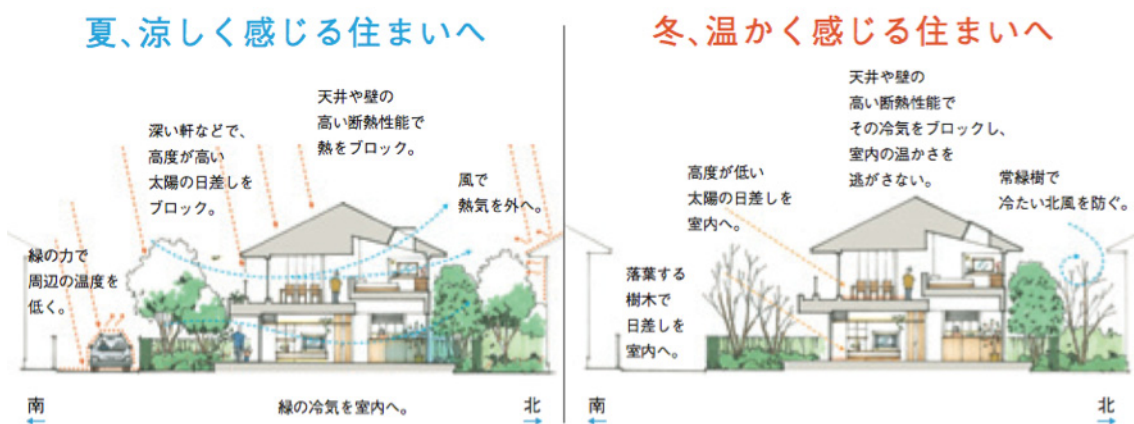 夏、涼しく感じる住まいへ
天井や壁の
高い断熱性能で
熱をブロック。
深い軒などで、
高度が高い
太陽の日差しを
ブロック。
風で
熱気を外へ。
緑の力で
周辺の温度を
低く。
南
緑の冷気を室内へ。
北
冬、温かく感じる住まいへ
天井や壁の
高い断熱性能で
その冷気をブロックし、
室内の温かさを
逃がさない。
高度が低い
太陽の日差しを
室内へ。
常緑樹で
冷たい北風を防ぐ。
落葉する
樹木で
日差しを
室内へ。
南
北